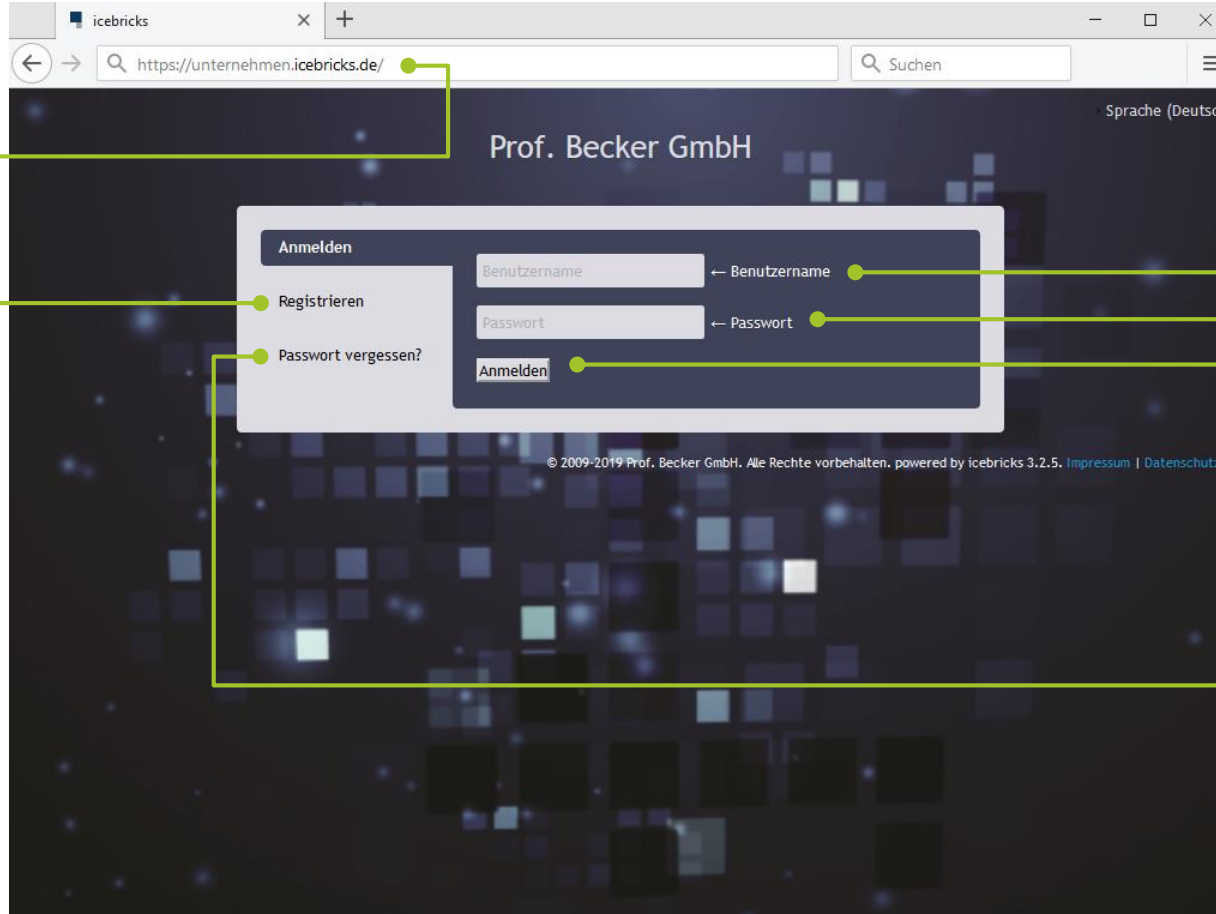 icebricks
https://unternehmen.icebricks.de/
Suchen
Sprache (Deutsc
Prof. Becker GmbH
Anmelden
Benutzername
← Benutzername
Registrieren
Passwort
← Passwort
Passwort vergessen?
Anmelden
© 2009-2019 Prof. Becker GmbH. Alle Rechte vorbehalten. powered by icebricks 3.2.5. Impressum | Datenschutz